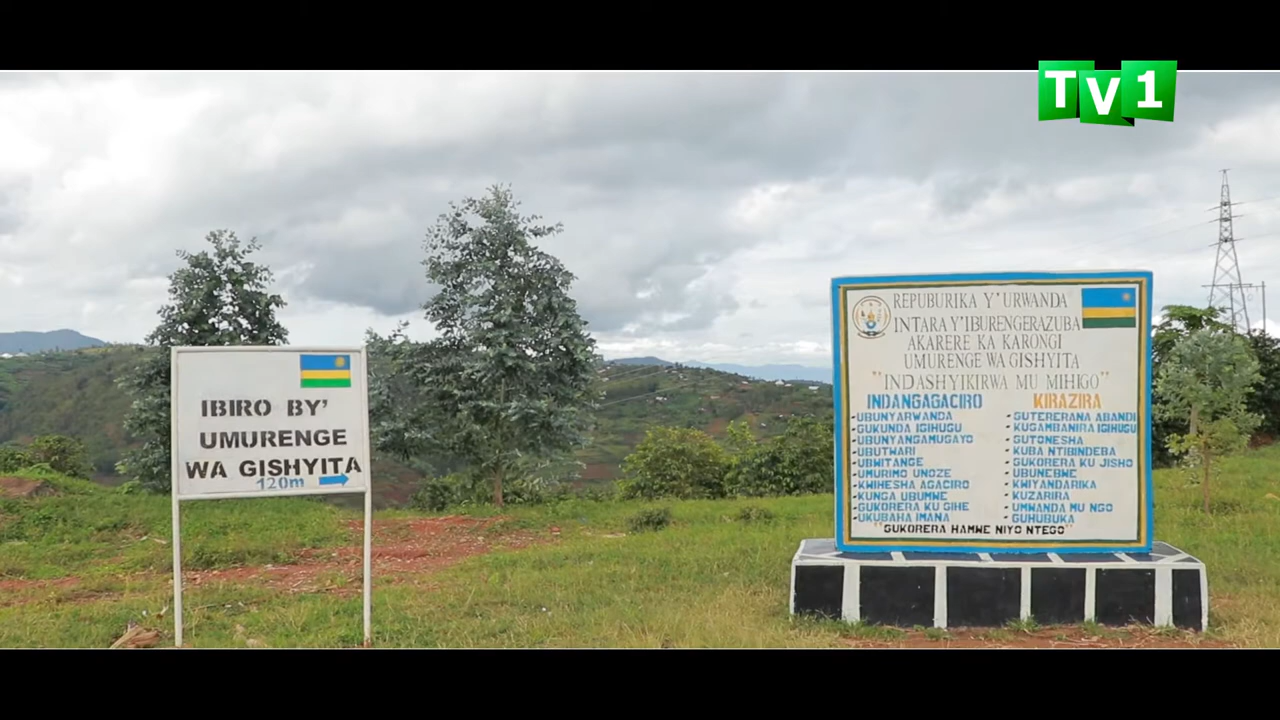 TV1
IBIRO BY'
UMURENGE
WA GISHYITA
120m
REPUBURIKA Y'URWANDA
INTARA Y'IBURENGERAZUBA
AKARERE KA KARONGI
UMURENGE WA GISHYITA
"INDASHYIKIRWA MU MIHIGO"
INDANGAGACIRO
UBUNYARWANDA
GUKUNDA IGIHUGU
UBUNYANGAMUGAYO
UBUTWARI
UBWITANGE
UMURIMO UNOZE
KWIHESHA AGACIRO
KUNGA UBUMWE
GUKORERA KU GIHE
GUKUBAHA IMANA
KIRAZIRA
GUTERERANA ABANDI
KUGAMBANIRA IGIHUGU
GUTONESHA
KUBA NTIBINDEBA
GUKORERA KU JISHO
UBUNEBWE
KWIYANDARIKA
KUZARIRA
UMWANDA MU NGO
GUHUBUKA
"GUKORERA HAMWE NIYO NTEGO"